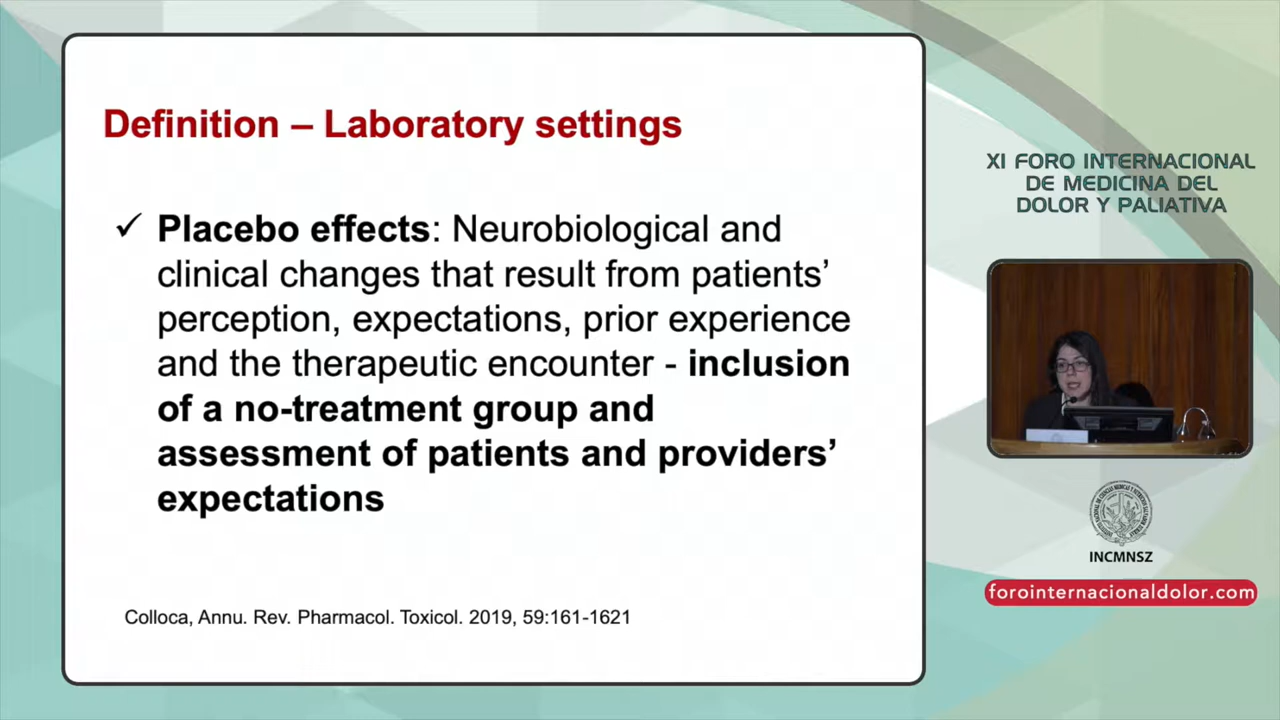 Definition – Laboratory settings
✓ Placebo effects: Neurobiological and
clinical changes that result from patients’
perception, expectations, prior experience
and the therapeutic encounter - inclusion
of a no-treatment group and
assessment of patients and providers’
expectations
Colloca, Annu. Rev. Pharmacol. Toxicol. 2019, 59:161-1621
XI FORO INTERNACIONAL
DE MEDICINA DEL
DOLOR Y PALIATIVA
INCMNSZ
forointernacionaldolor.com